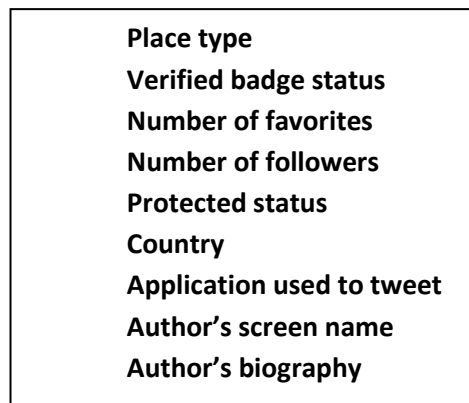 Place type
Verified badge status
Number of favorites
Number of followers
Protected status
Country
Application used to tweet
Author’s screen name
Author’s biography